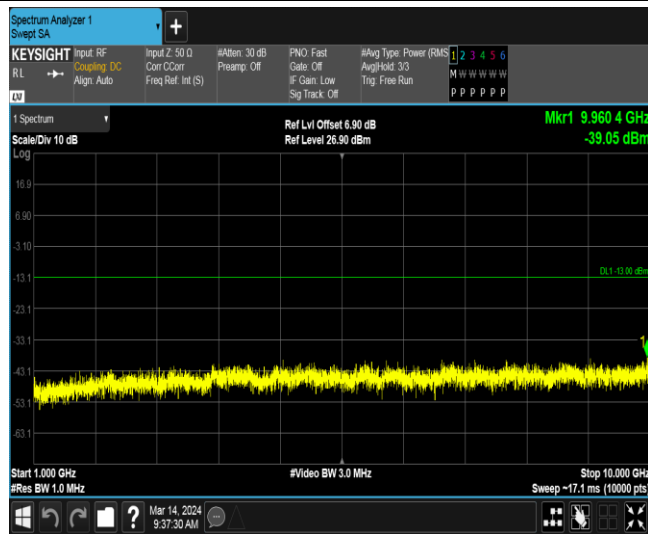 Spectrum Analyzer 1
Swept SA
+
KEYSIGHT Input: RF Input Z: 50 Ω #Atten: 30 dB PNO: Fast #Avg Type: Power (RMS 1 2 3 4 5 6
RL Coupling: DC Corr CCorr Preamp: Off Gate: Off Avg|Hold: 3/3 M W W W W W
Align: Auto Freq Ref: Int (S) IF Gain: Low Trig: Free Run
Sig Track: Off P P P P P P
LXI
1 Spectrum Ref Lvl Offset 6.90 dB Mkr1 9.960 4 GHz
Scale/Div 10 dB Ref Level 26.90 dBm -39.05 dBm
Log
16.9
6.90
-3.10
DL1 -13.00 dBm
-13.1
-23.1
-33.1
1
-43.1
-53.1
-63.1
Start 1.000 GHz #Video BW 3.0 MHz Stop 10.000 GHz
#Res BW 1.0 MHz Sweep ~17.1 ms (10000 pts)
? Mar 14, 2024
9:37:30 AM